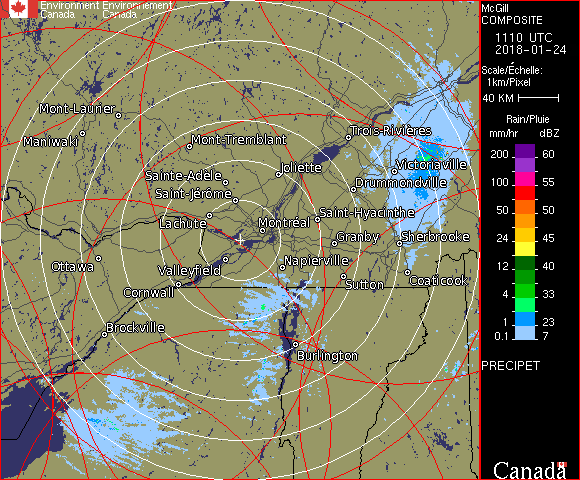 Environment Environnement
Canada Canada
McGill
COMPOSITE
1110 UTC
2018-01-24
Scale/Échelle:
1km/Pixel
40 KM
Rain/Pluie
mm/hr dBZ
200 60
100 55
50 50
24 45
12 40
4 33
1 23
0.1 7
PRECIPET
Canada
Mont-Laurier
Maniwaki
Mont-Tremblant
Trois-Rivières
Sainte-Adèle
Joliette
Victoriaville
Saint-Jérôme
Drummondville
Lachute
Montréal
Saint-Hyacinthe
Granby
Sherbrooke
Ottawa
Valleyfield
Napierville
Cornwall
Sutton
Coaticook
Brockville
Burlington